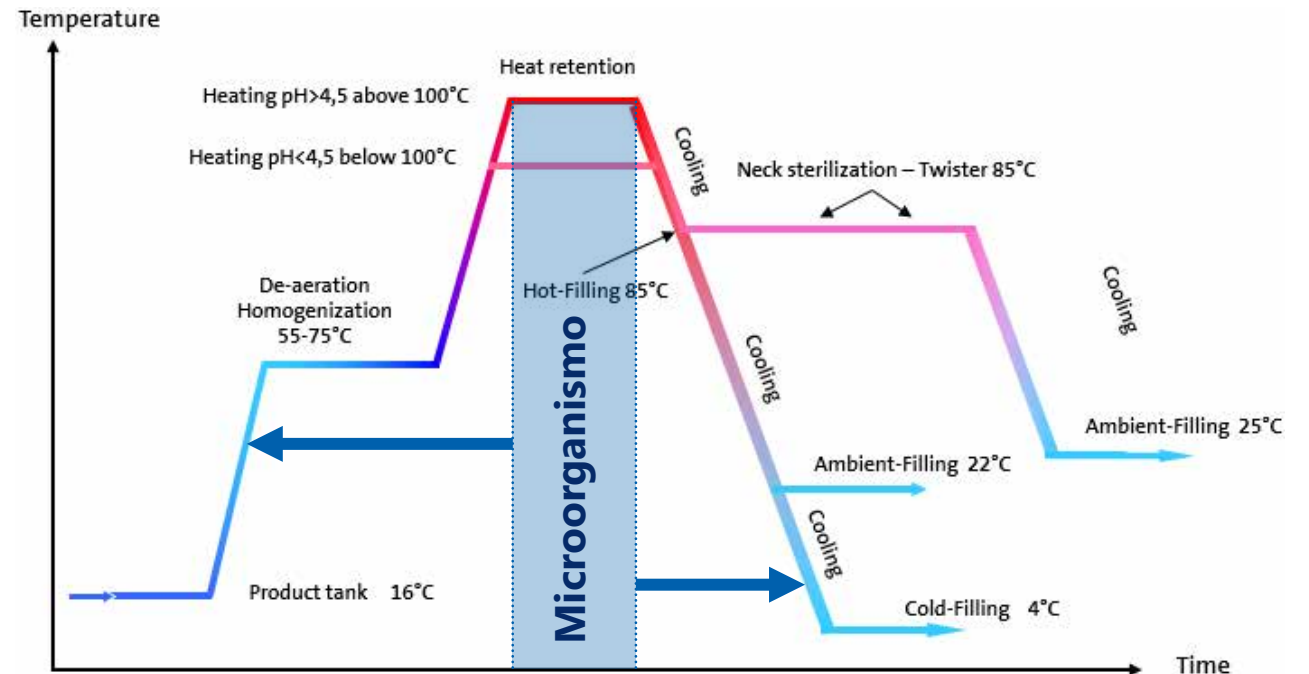 Temperature
Heat retention
Heating pH>4,5 above 100°C
Heating pH<4,5 below 100°C
Cooling
Neck sterilization – Twister 85°C
De-aeration
Homogenization
55-75°C
Hot-Filling 85°C
Cooling
Microorganismo
Cooling
Ambient-Filling 25°C
Ambient-Filling 22°C
Cooling
Product tank 16°C
Cold-Filling 4°C
Time